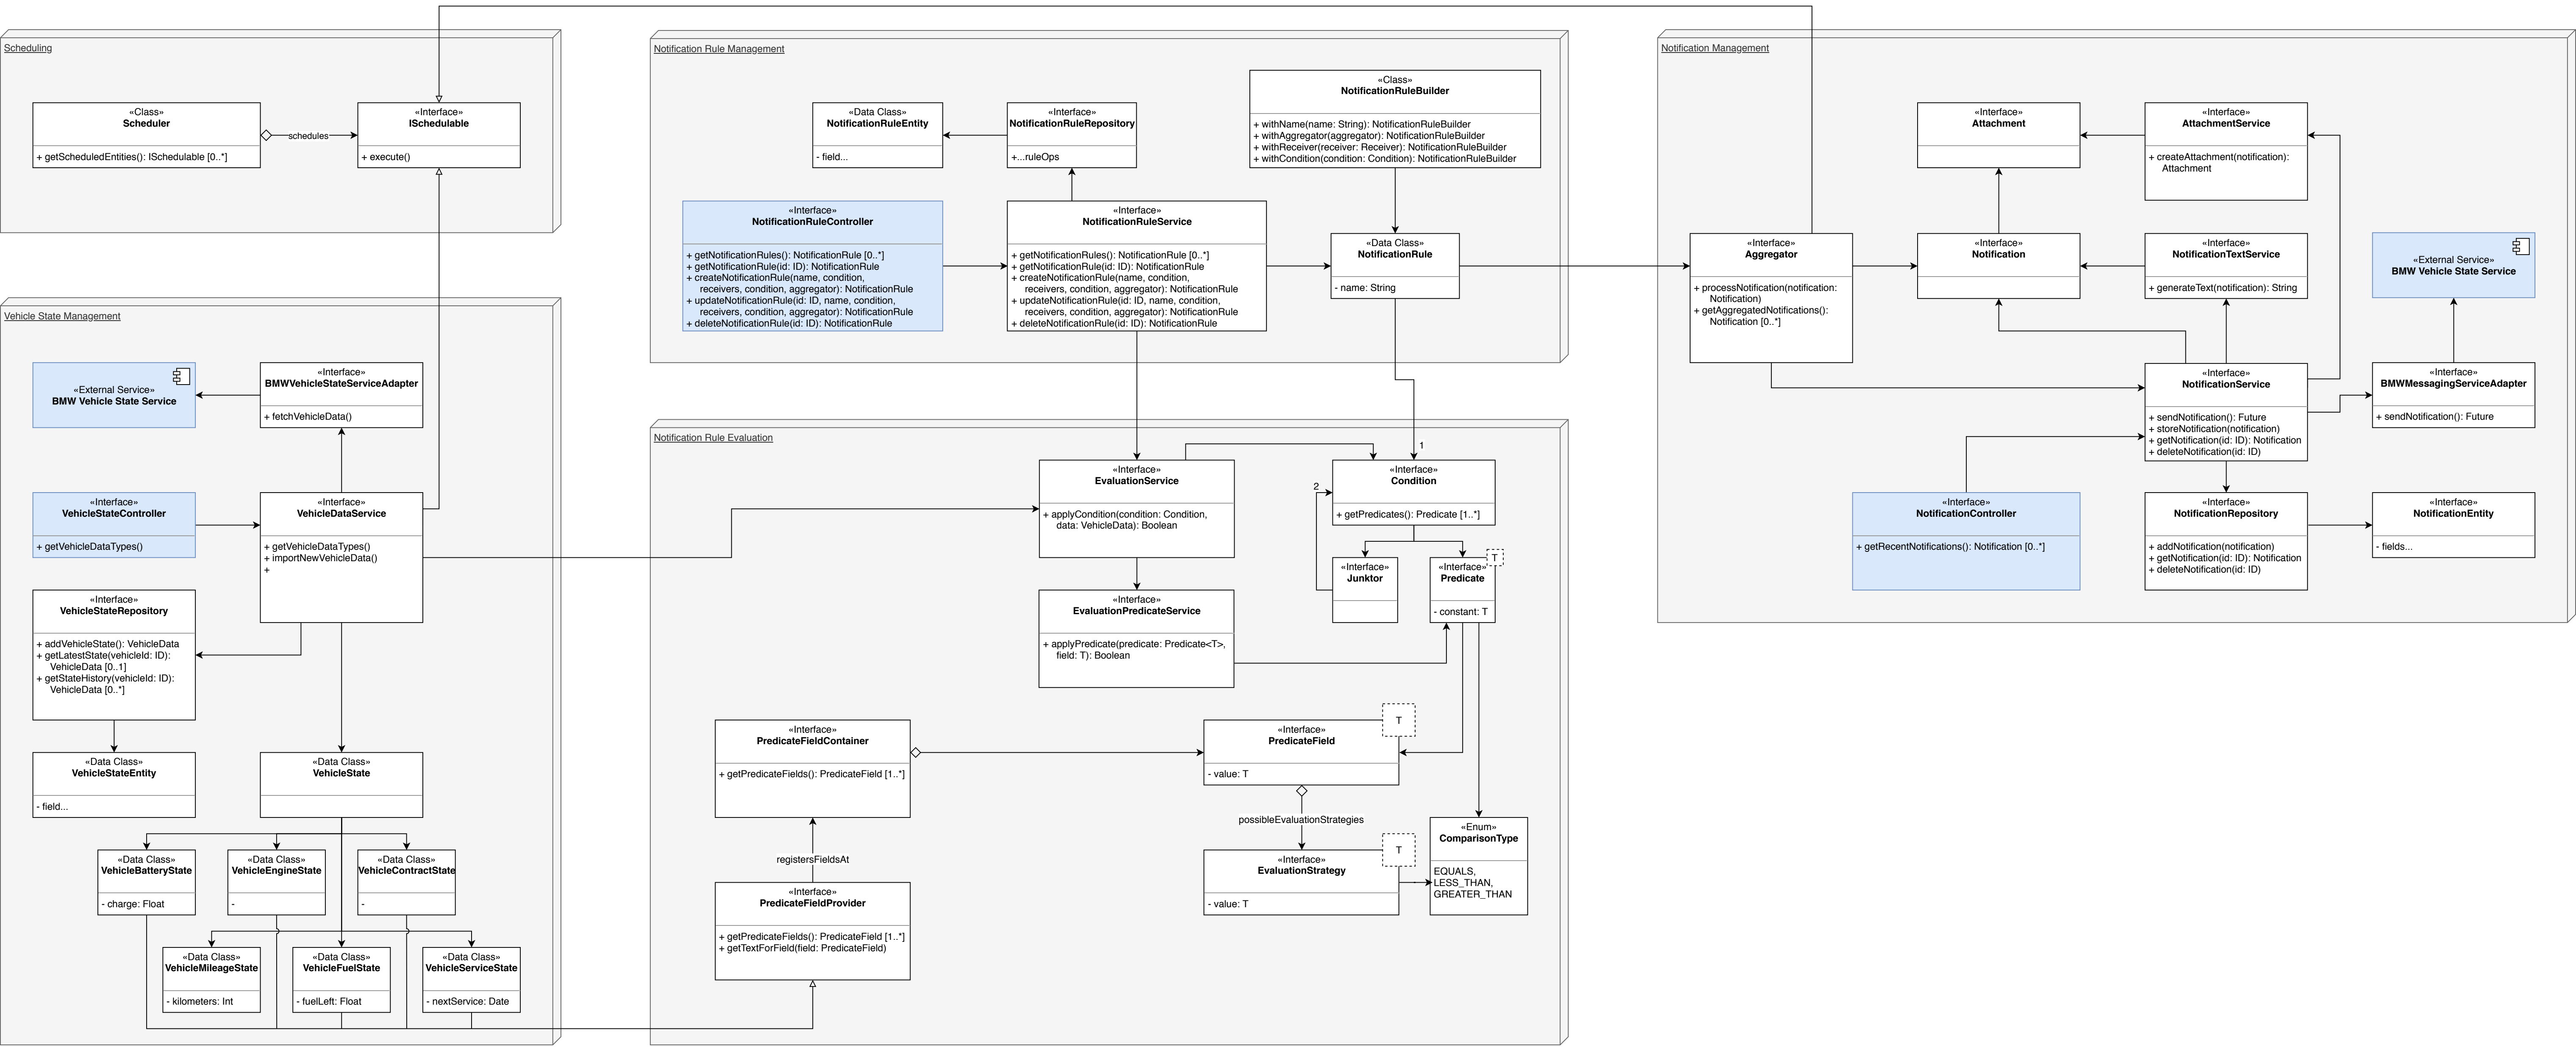 Scheduling
«Class»
Scheduler
+ getScheduledEntities(): ISchedulable [0..*]
schedules
«Interface»
ISchedulable
+ execute()
Vehicle State Management
«External Service»
BMW Vehicle State Service
«Interface»
BMWVehicleStateServiceAdapter
+ fetchVehicleData()
«Interface»
VehicleStateController
+ getVehicleDataTypes()
«Interface»
VehicleDataService
+ getVehicleDataTypes()
+ importNewVehicleData()
+
«Interface»
VehicleStateRepository
+ addVehicleState(): VehicleData
+ getLatestState(vehicleId: ID):
VehicleData [0..1]
+ getStateHistory(vehicleId: ID):
VehicleData [0..*]
«Data Class»
VehicleStateEntity
- field...
«Data Class»
VehicleState
«Data Class»
VehicleBatteryState
- charge: Float
«Data Class»
VehicleEngineState
-
«Data Class»
VehicleContractState
-
«Data Class»
VehicleMileageState
- kilometers: Int
«Data Class»
VehicleFuelState
- fuelLeft: Float
«Data Class»
VehicleServiceState
- nextService: Date
Notification Rule Management
«Data Class»
NotificationRuleEntity
- field...
«Interface»
NotificationRuleRepository
+...ruleOps
«Class»
NotificationRuleBuilder
+ withName(name: String): NotificationRuleBuilder
+ withAggregator(aggregator): NotificationRuleBuilder
+ withReceiver(receiver: Receiver): NotificationRuleBuilder
+ withCondition(condition: Condition): NotificationRuleBuilder
«Interface»
NotificationRuleController
+ getNotificationRules(): NotificationRule [0..*]
+ getNotificationRule(id: ID): NotificationRule
+ createNotificationRule(name, condition,
receivers, condition, aggregator): NotificationRule
+ updateNotificationRule(id: ID, name, condition,
receivers, condition, aggregator): NotificationRule
+ deleteNotificationRule(id: ID): NotificationRule
«Interface»
NotificationRuleService
+ getNotificationRules(): NotificationRule [0..*]
+ getNotificationRule(id: ID): NotificationRule
+ createNotificationRule(name, condition,
receivers, condition, aggregator): NotificationRule
+ updateNotificationRule(id: ID, name, condition,
receivers, condition, aggregator): NotificationRule
+ deleteNotificationRule(id: ID): NotificationRule
«Data Class»
NotificationRule
- name: String
Notification Rule Evaluation
«Interface»
EvaluationService
+ applyCondition(condition: Condition,
data: VehicleData): Boolean
1
«Interface»
Condition
+ getPredicates(): Predicate [1..*]
2
«Interface»
Junktor
T
«Interface»
Predicate
- constant: T
«Interface»
EvaluationPredicateService
+ applyPredicate(predicate: Predicate<T>,
field: T): Boolean
«Interface»
PredicateFieldContainer
+ getPredicateFields(): PredicateField [1..*]
T
«Interface»
PredicateField
- value: T
possibleEvaluationStrategies
registersFieldsAt
T
«Interface»
EvaluationStrategy
- value: T
«Enum»
ComparisonType
EQUALS,
LESS_THAN,
GREATER_THAN
«Interface»
PredicateFieldProvider
+ getPredicateFields(): PredicateField [1..*]
+ getTextForField(field: PredicateField)
Notification Management
«Interface»
Attachment
«Interface»
AttachmentService
+ createAttachment(notification):
Attachment
«Interface»
Aggregator
+ processNotification(notification:
Notification)
+ getAggregatedNotifications():
Notification [0..*]
«Interface»
Notification
«Interface»
NotificationTextService
+ generateText(notification): String
«External Service»
BMW Vehicle State Service
«Interface»
NotificationService
+ sendNotification(): Future
+ storeNotification(notification)
+ getNotification(id: ID): Notification
+ deleteNotification(id: ID)
«Interface»
BMWMessagingServiceAdapter
+ sendNotification(): Future
«Interface»
NotificationController
+ getRecentNotifications(): Notification [0..*]
«Interface»
NotificationRepository
+ addNotification(notification)
+ getNotification(id: ID): Notification
+ deleteNotification(id: ID)
«Interface»
NotificationEntity
- fields...